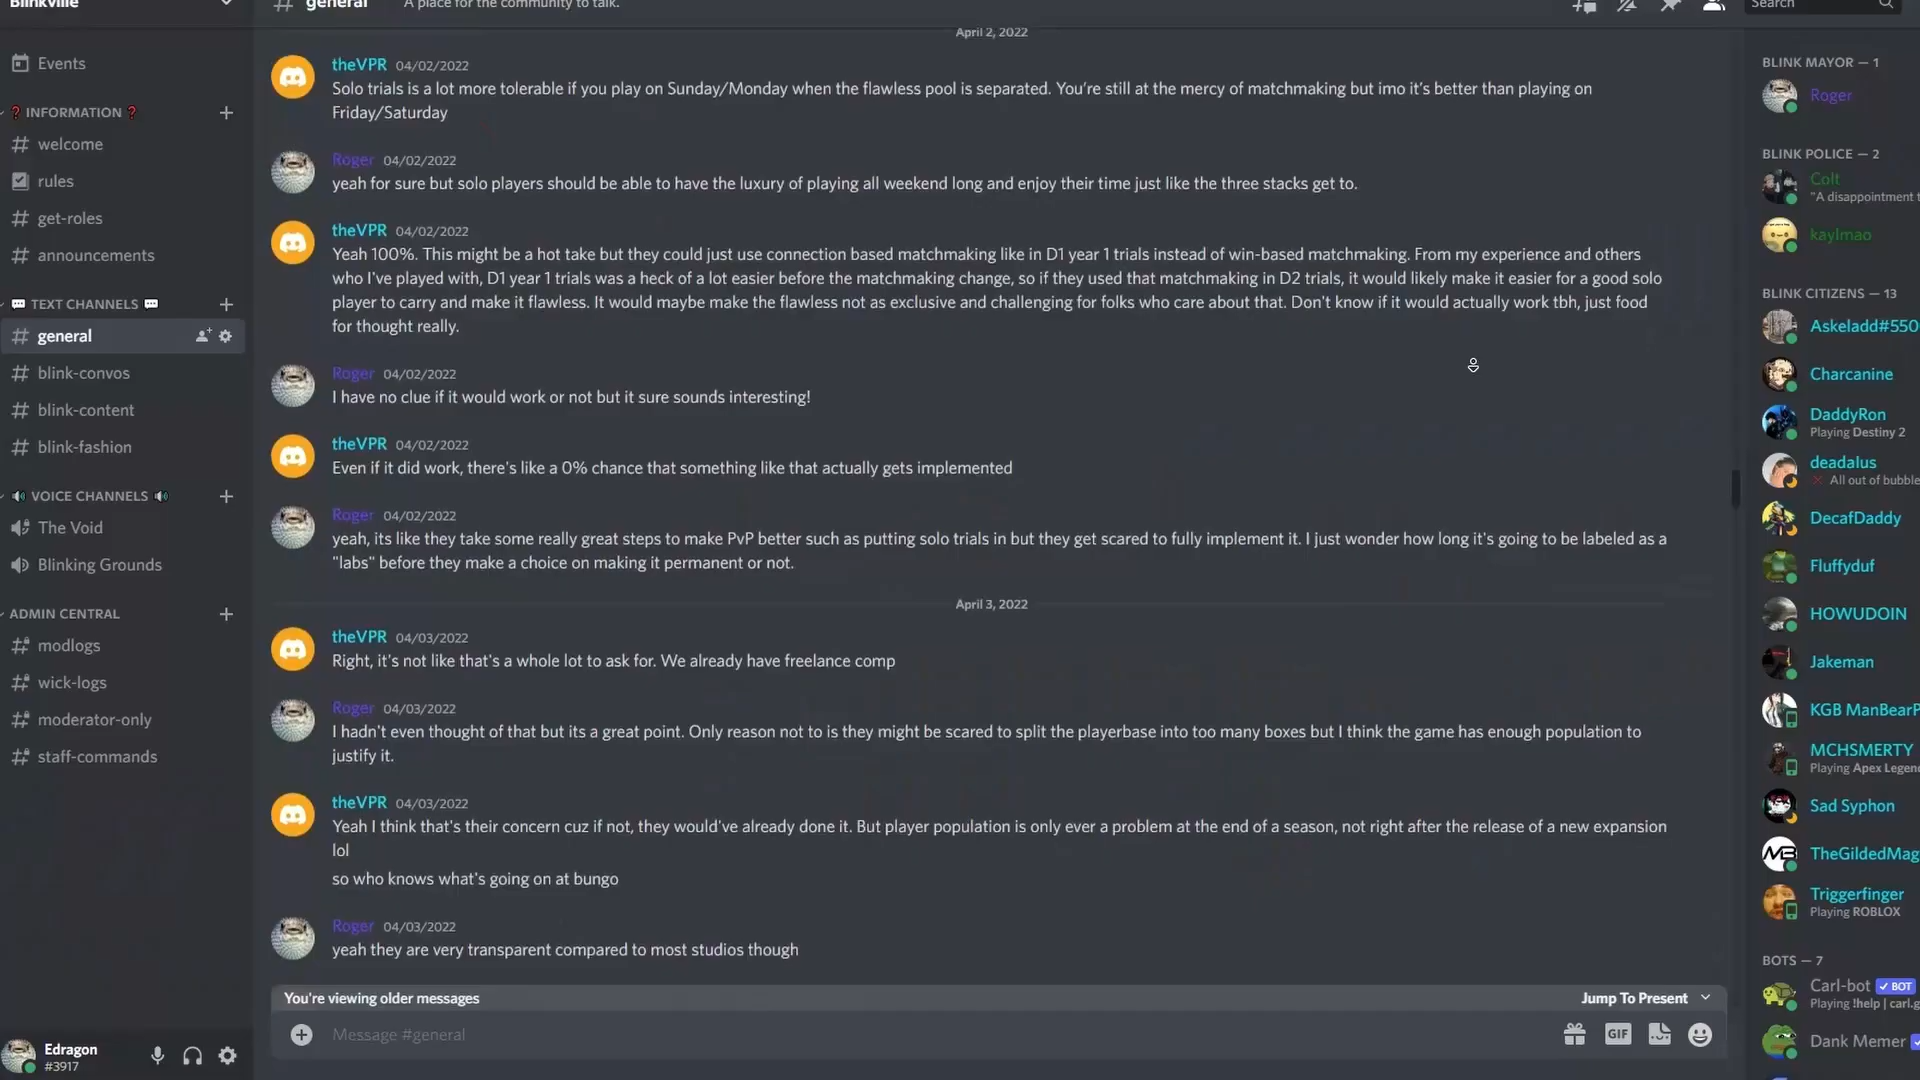 Blinkville
Events
INFORMATION
welcome
rules
get-roles
announcements
TEXT CHANNELS
general
blink-convos
blink-content
blink-fashion
VOICE CHANNELS
The Void
Blinking Grounds
ADMIN CENTRAL
modlogs
wick-logs
moderator-only
staff-commands
Edragon
#3917
general A place for the community to talk.
Search
April 2, 2022
theVPR 04/02/2022
Solo trials is a lot more tolerable if you play on Sunday/Monday when the flawless pool is separated. You're still at the mercy of matchmaking but imo it's better than playing on
Friday/Saturday
Roger 04/02/2022
yeah for sure but solo players should be able to have the luxury of playing all weekend long and enjoy their time just like the three stacks get to.
theVPR 04/02/2022
Yeah 100%. This might be a hot take but they could just use connection based matchmaking like in D1 year 1 trials instead of win-based matchmaking. From my experience and others
who I've played with, D1 year 1 trials was a heck of a lot easier before the matchmaking change, so if they used that matchmaking in D2 trials, it would likely make it easier for a good solo
player to carry and make it flawless. It would maybe make the flawless not as exclusive and challenging for folks who care about that. Don't know if it would actually work tbh, just food
for thought really.
Roger 04/02/2022
I have no clue if it would work or not but it sure sounds interesting!
theVPR 04/02/2022
Even if it did work, there's like a 0% chance that something like that actually gets implemented
Roger 04/02/2022
yeah, its like they take some really great steps to make PvP better such as putting solo trials in but they get scared to fully implement it. I just wonder how long it's going to be labeled as a
"labs" before they make a choice on making it permanent or not.
April 3, 2022
theVPR 04/03/2022
Right, it's not like that's a whole lot to ask for. We already have freelance comp
Roger 04/03/2022
I hadn't even thought of that but its a great point. Only reason not to is they might be scared to split the playerbase into too many boxes but I think the game has enough population to
justify it.
theVPR 04/03/2022
Yeah I think that's their concern cuz if not, they would've already done it. But player population is only ever a problem at the end of a season, not right after the release of a new expansion
lol
so who knows what's going on at bungo
Roger 04/03/2022
yeah they are very transparent compared to most studios though
You're viewing older messages
Jump To Present
Message #general
GIF
BLINK MAYOR — 1
Roger
BLINK POLICE — 2
Colt
"A disappointment t
kaylmao
BLINK CITIZENS — 13
Askeladd#550
Charcanine
DaddyRon
Playing Destiny 2
deadalus
All out of bubble
DecafDaddy
Fluffyduf
HOWUDOIN
Jakeman
KGB ManBearP
MCHSMERTY
Playing Apex Legen
Sad Syphon
TheGildedMag
Triggerfinger
Playing ROBLOX
BOTS — 7
Carl-bot BOT
Playing !help | carl.g
Dank Memer